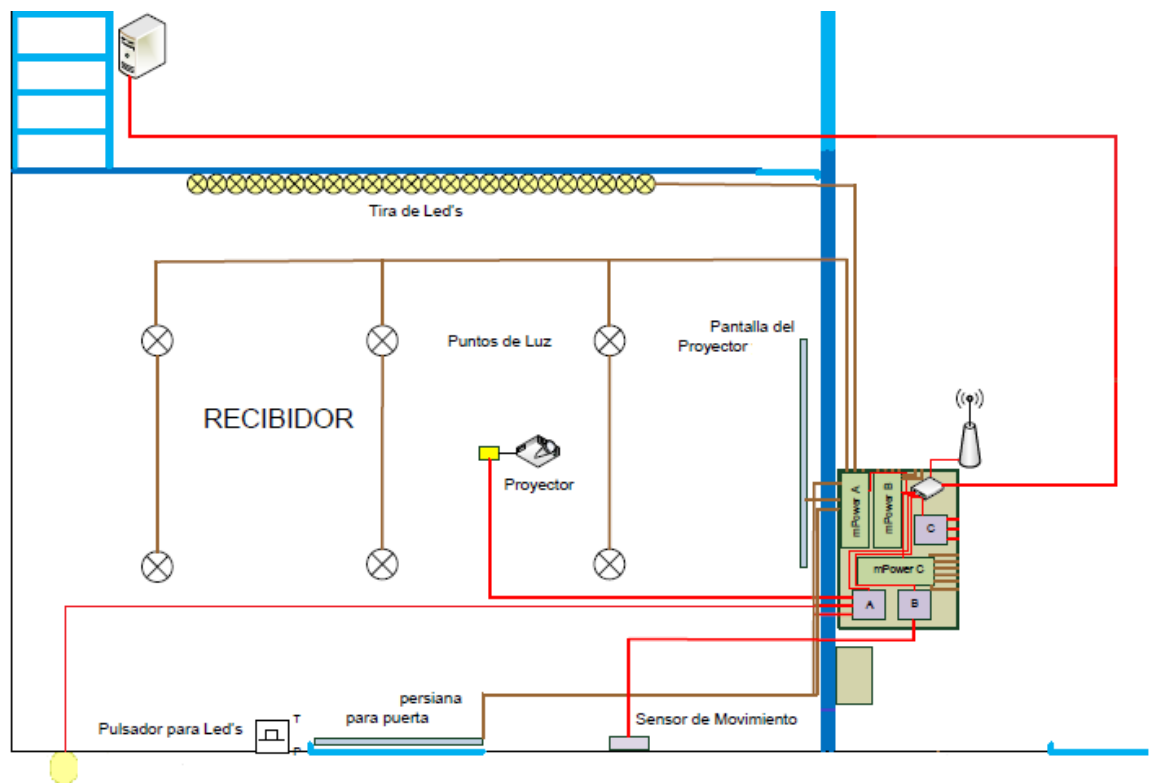 Tira de Led's
Pantalla del
Proyector
Puntos de Luz
RECIBIDOR
Proyector
mPower A
mPower B
C
mPower C
A
B
persiana
para puerta
Sensor de Movimiento
Pulsador para Led's
T
P